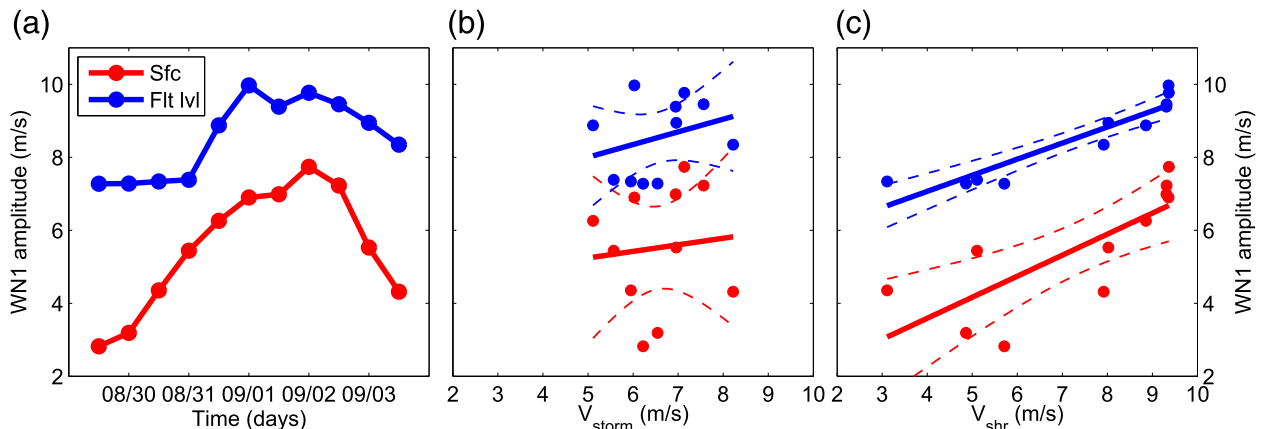 (a)
WN1 amplitude (m/s)
10
8
6
4
2
Sfc
Flt lvl
08/30 08/31 09/01 09/02 09/03
Time (days)
(b)
2 3 4 5 6 7 8 9 10
V_storm (m/s)
(c)
2 3 4 5 6 7 8 9 10
V_shr (m/s)
10
8
6
4
2
WN1 amplitude (m/s)